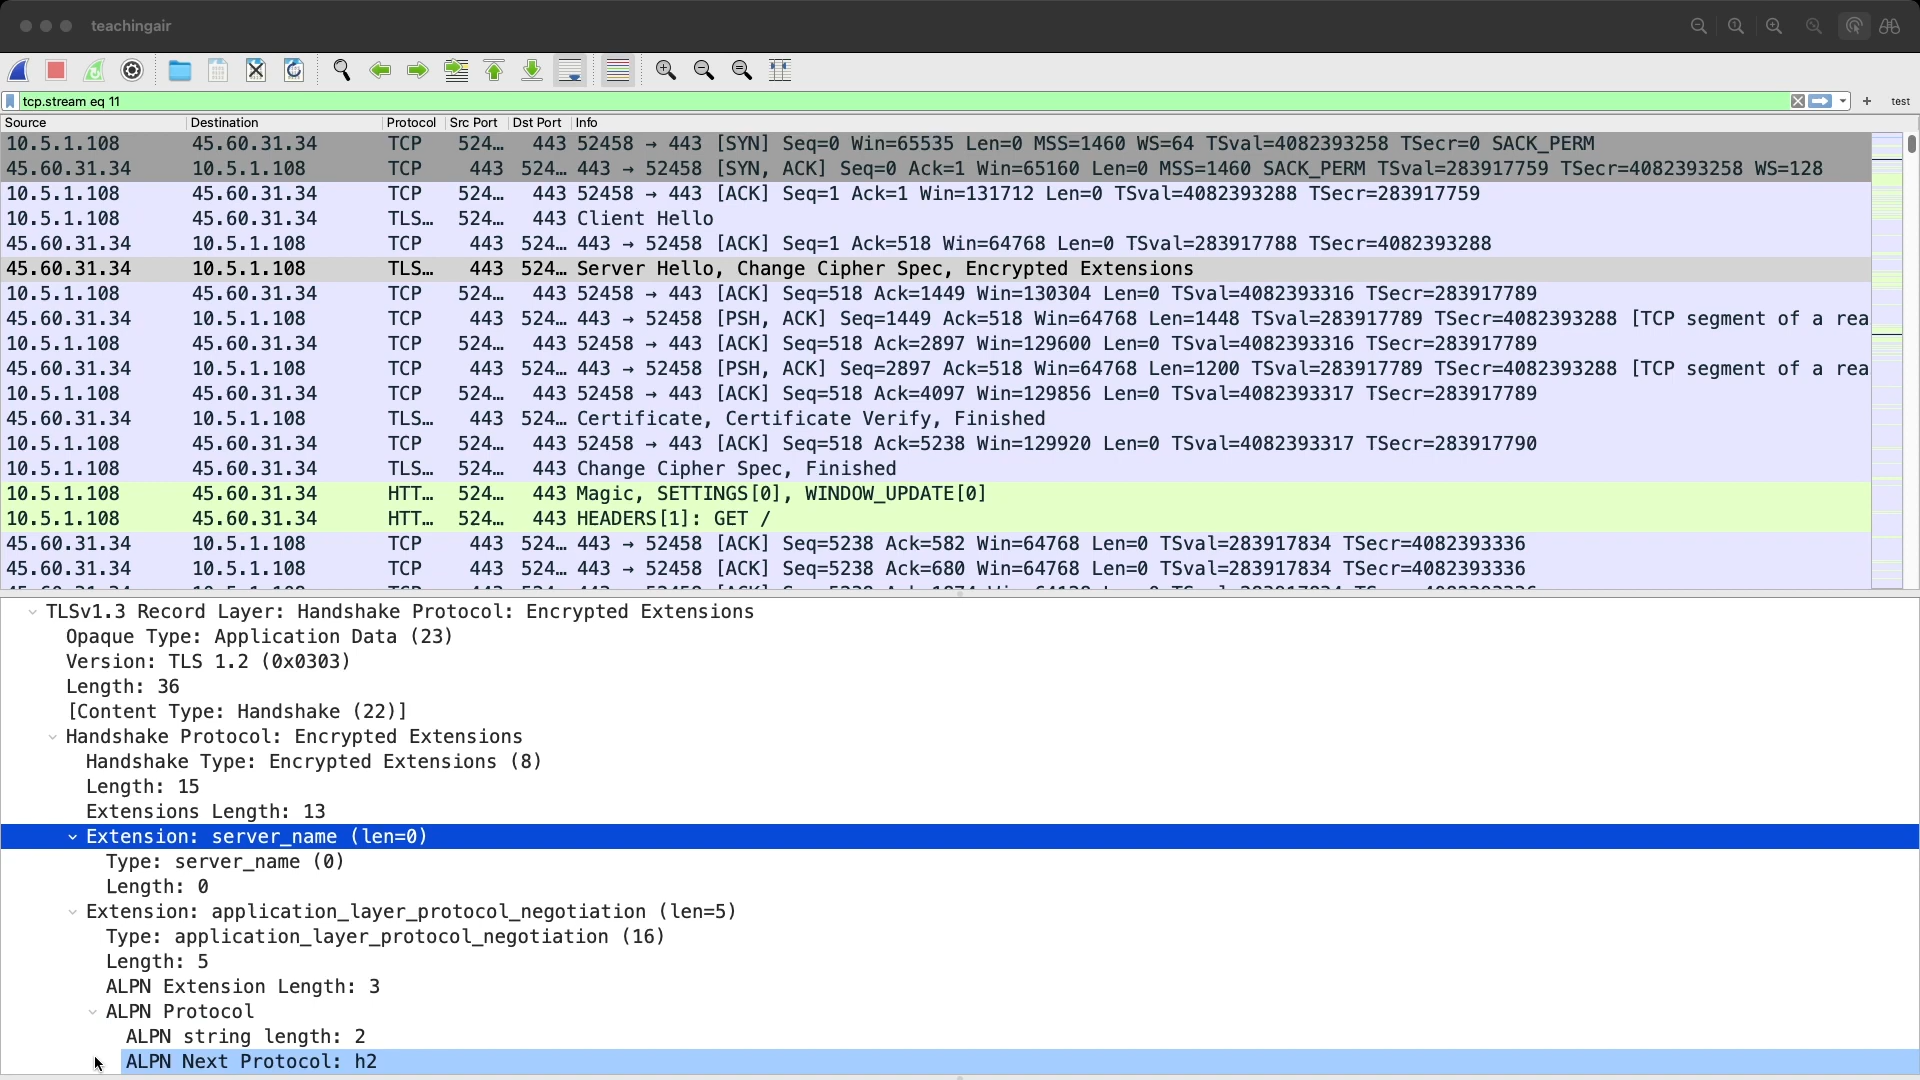 teachingair
tcp.stream eq 11
test
Source Destination Protocol Src Port Dst Port Info
10.5.1.108 45.60.31.34 TCP 524… 443 52458 → 443 [SYN] Seq=0 Win=65535 Len=0 MSS=1460 WS=64 TSval=4082393258 TSecr=0 SACK_PERM
45.60.31.34 10.5.1.108 TCP 443 524… 443 → 52458 [SYN, ACK] Seq=0 Ack=1 Win=65160 Len=0 MSS=1460 SACK_PERM TSval=283917759 TSecr=4082393258 WS=128
10.5.1.108 45.60.31.34 TCP 524… 443 52458 → 443 [ACK] Seq=1 Ack=1 Win=131712 Len=0 TSval=4082393288 TSecr=283917759
10.5.1.108 45.60.31.34 TLS… 524… 443 Client Hello
45.60.31.34 10.5.1.108 TCP 443 524… 443 → 52458 [ACK] Seq=1 Ack=518 Win=64768 Len=0 TSval=283917788 TSecr=4082393288
45.60.31.34 10.5.1.108 TLS… 443 524… Server Hello, Change Cipher Spec, Encrypted Extensions
10.5.1.108 45.60.31.34 TCP 524… 443 52458 → 443 [ACK] Seq=518 Ack=1449 Win=130304 Len=0 TSval=4082393316 TSecr=283917789
45.60.31.34 10.5.1.108 TCP 443 524… 443 → 52458 [PSH, ACK] Seq=1449 Ack=518 Win=64768 Len=1448 TSval=283917789 TSecr=4082393288 [TCP segment of a rea
10.5.1.108 45.60.31.34 TCP 524… 443 52458 → 443 [ACK] Seq=518 Ack=2897 Win=129600 Len=0 TSval=4082393316 TSecr=283917789
45.60.31.34 10.5.1.108 TCP 443 524… 443 → 52458 [PSH, ACK] Seq=2897 Ack=518 Win=64768 Len=1200 TSval=283917789 TSecr=4082393288 [TCP segment of a rea
10.5.1.108 45.60.31.34 TCP 524… 443 52458 → 443 [ACK] Seq=518 Ack=4097 Win=129856 Len=0 TSval=4082393317 TSecr=283917789
45.60.31.34 10.5.1.108 TLS… 443 524… Certificate, Certificate Verify, Finished
10.5.1.108 45.60.31.34 TCP 524… 443 52458 → 443 [ACK] Seq=518 Ack=5238 Win=129920 Len=0 TSval=4082393317 TSecr=283917790
10.5.1.108 45.60.31.34 TLS… 524… 443 Change Cipher Spec, Finished
10.5.1.108 45.60.31.34 HTT… 524… 443 Magic, SETTINGS[0], WINDOW_UPDATE[0]
10.5.1.108 45.60.31.34 HTT… 524… 443 HEADERS[1]: GET /
45.60.31.34 10.5.1.108 TCP 443 524… 443 → 52458 [ACK] Seq=5238 Ack=582 Win=64768 Len=0 TSval=283917834 TSecr=4082393336
45.60.31.34 10.5.1.108 TCP 443 524… 443 → 52458 [ACK] Seq=5238 Ack=680 Win=64768 Len=0 TSval=283917834 TSecr=4082393336
TLSv1.3 Record Layer: Handshake Protocol: Encrypted Extensions
Opaque Type: Application Data (23)
Version: TLS 1.2 (0x0303)
Length: 36
[Content Type: Handshake (22)]
Handshake Protocol: Encrypted Extensions
Handshake Type: Encrypted Extensions (8)
Length: 15
Extensions Length: 13
Extension: server_name (len=0)
Type: server_name (0)
Length: 0
Extension: application_layer_protocol_negotiation (len=5)
Type: application_layer_protocol_negotiation (16)
Length: 5
ALPN Extension Length: 3
ALPN Protocol
ALPN string length: 2
ALPN Next Protocol: h2